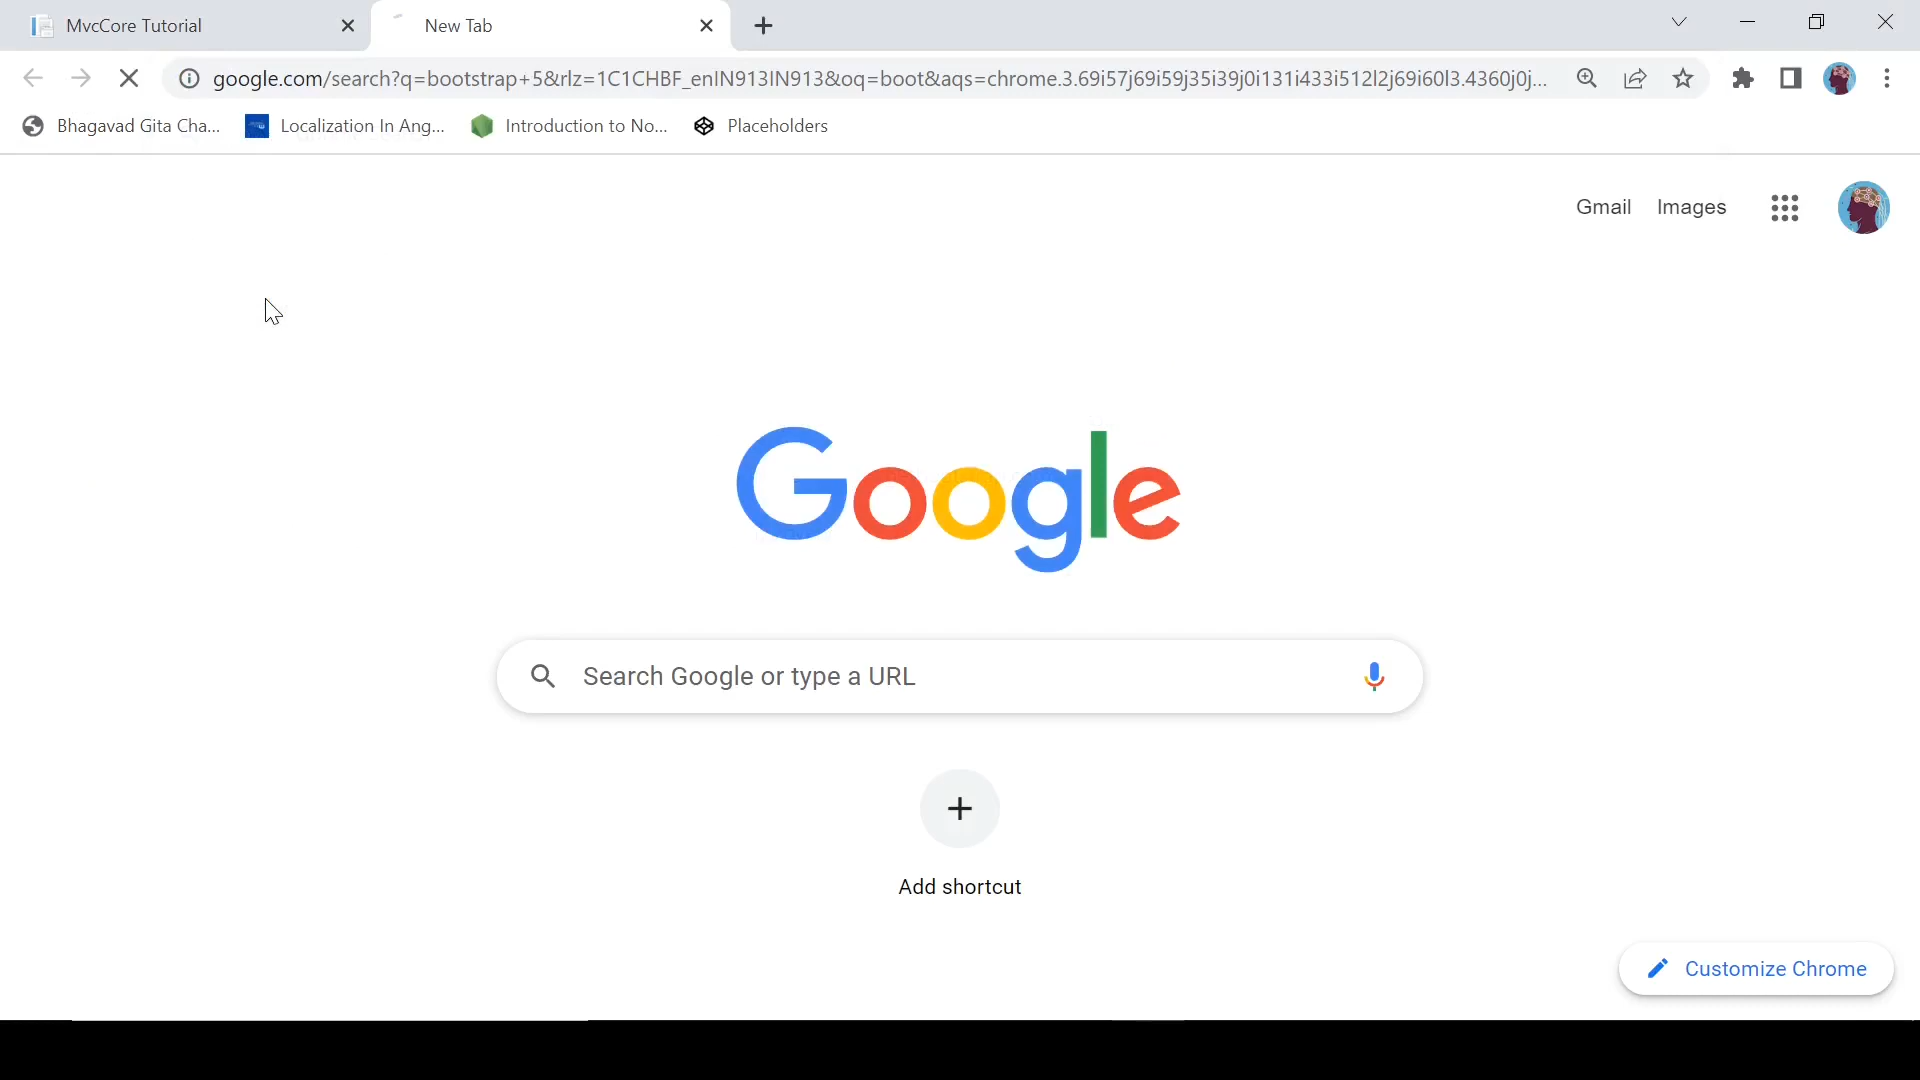 MvcCore Tutorial
New Tab
google.com/search?q=bootstrap+5&rlz=1C1CHBF_enIN913IN913&oq=boot&aqs=chrome.3.69i57j69i59j35i39j0i131i433i512l2j69i60l3.4360j0j...
Bhagavad Gita Cha...
Localization In Ang...
Introduction to No...
Placeholders
Gmail
Images
Google
Search Google or type a URL
Add shortcut
Customize Chrome